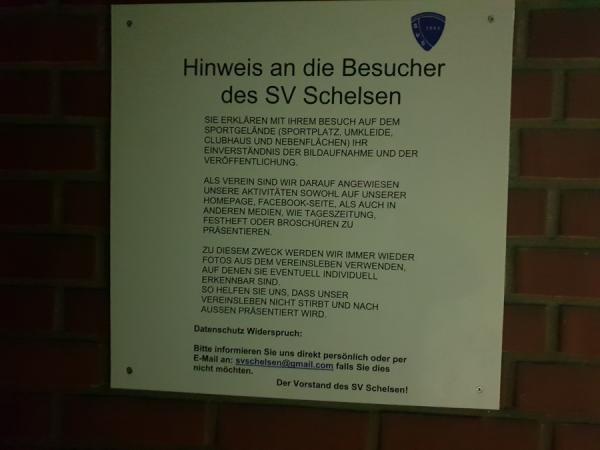 Hinweis an die Besucher
des SV Schelsen
SIE ERKLÄREN MIT IHREM BESUCH AUF DEM
SPORTGELÄNDE (SPORTPLATZ, UMKLEIDE,
CLUBHAUS UND NEBENFLÄCHEN) IHR
EINVERSTÄNDNIS DER BILDAUFNAHME UND DER
VERÖFFENTLICHUNG.
ALS VEREIN SIND WIR DARAUF ANGEWIESEN
UNSERE AKTIVITÄTEN SOWOHL AUF UNSERER
HOMEPAGE, FACEBOOK-SEITE, ALS AUCH IN
ANDEREN MEDIEN, WIE TAGESZEITUNG,
FESTHEFT ODER BROSCHÜREN ZU
PRÄSENTIEREN.
ZU DIESEM ZWECK WERDEN WIR IMMER WIEDER
FOTOS AUS DEM VEREINSLEBEN VERWENDEN,
AUF DENEN SIE EVENTUELL INDIVIDUELL
ERKENNBAR SIND.
SO HELFEN SIE UNS, DASS UNSER
VEREINSLEBEN NICHT STIRBT UND NACH
AUSSEN PRÄSENTIERT WIRD.
Datenschutz Widerspruch:
Bitte informieren Sie uns direkt persönlich oder per
E-Mail an: svschelsen@gmail.com falls Sie dies
nicht möchten.
Der Vorstand des SV Schelsen!